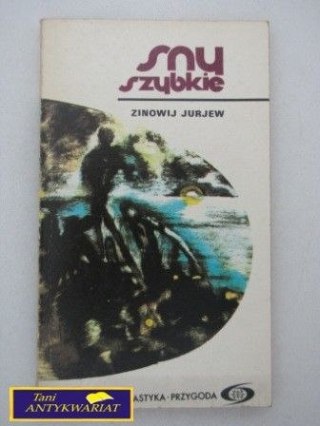 sny
szybkie
ZINOWIJ JURJEW
ASTYKA · PRZYGODA
Tani
ANTYKWARIAT